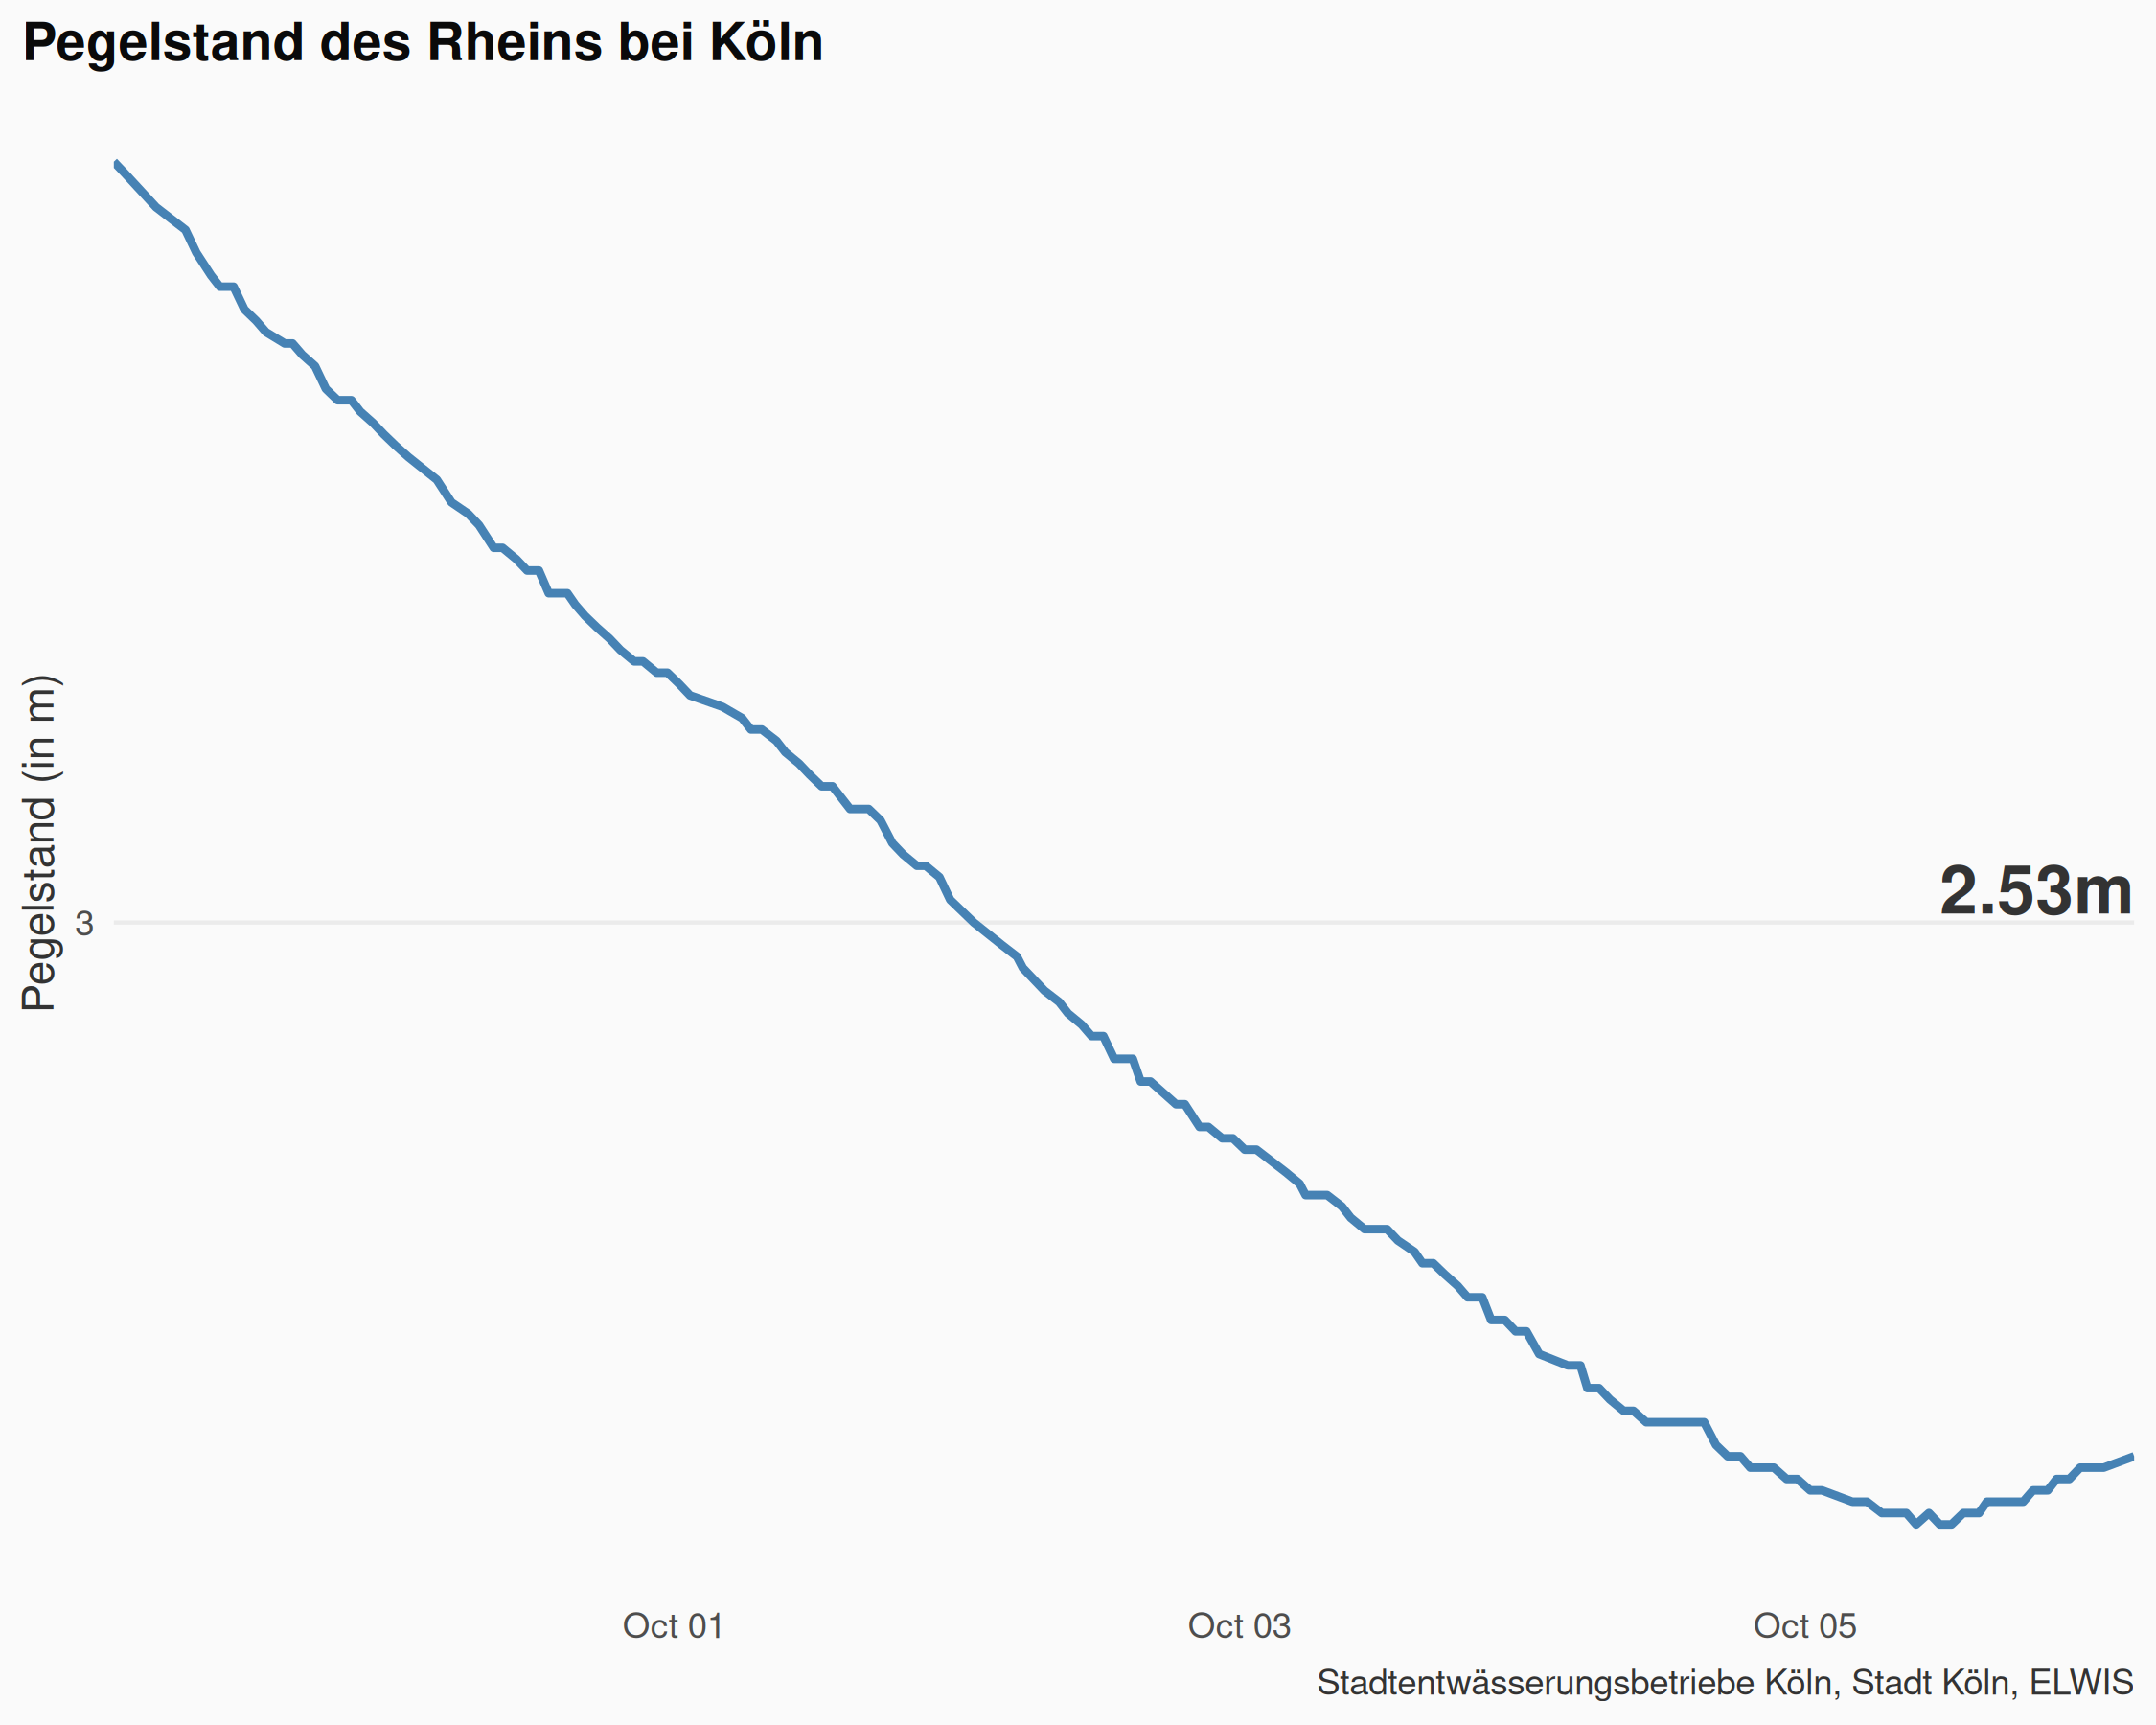 Pegelstand des Rheins bei Köln
Pegelstand (in m)
2.53m
3
Oct 01
Oct 03
Oct 05
Stadtentwässerungsbetriebe Köln, Stadt Köln, ELWIS